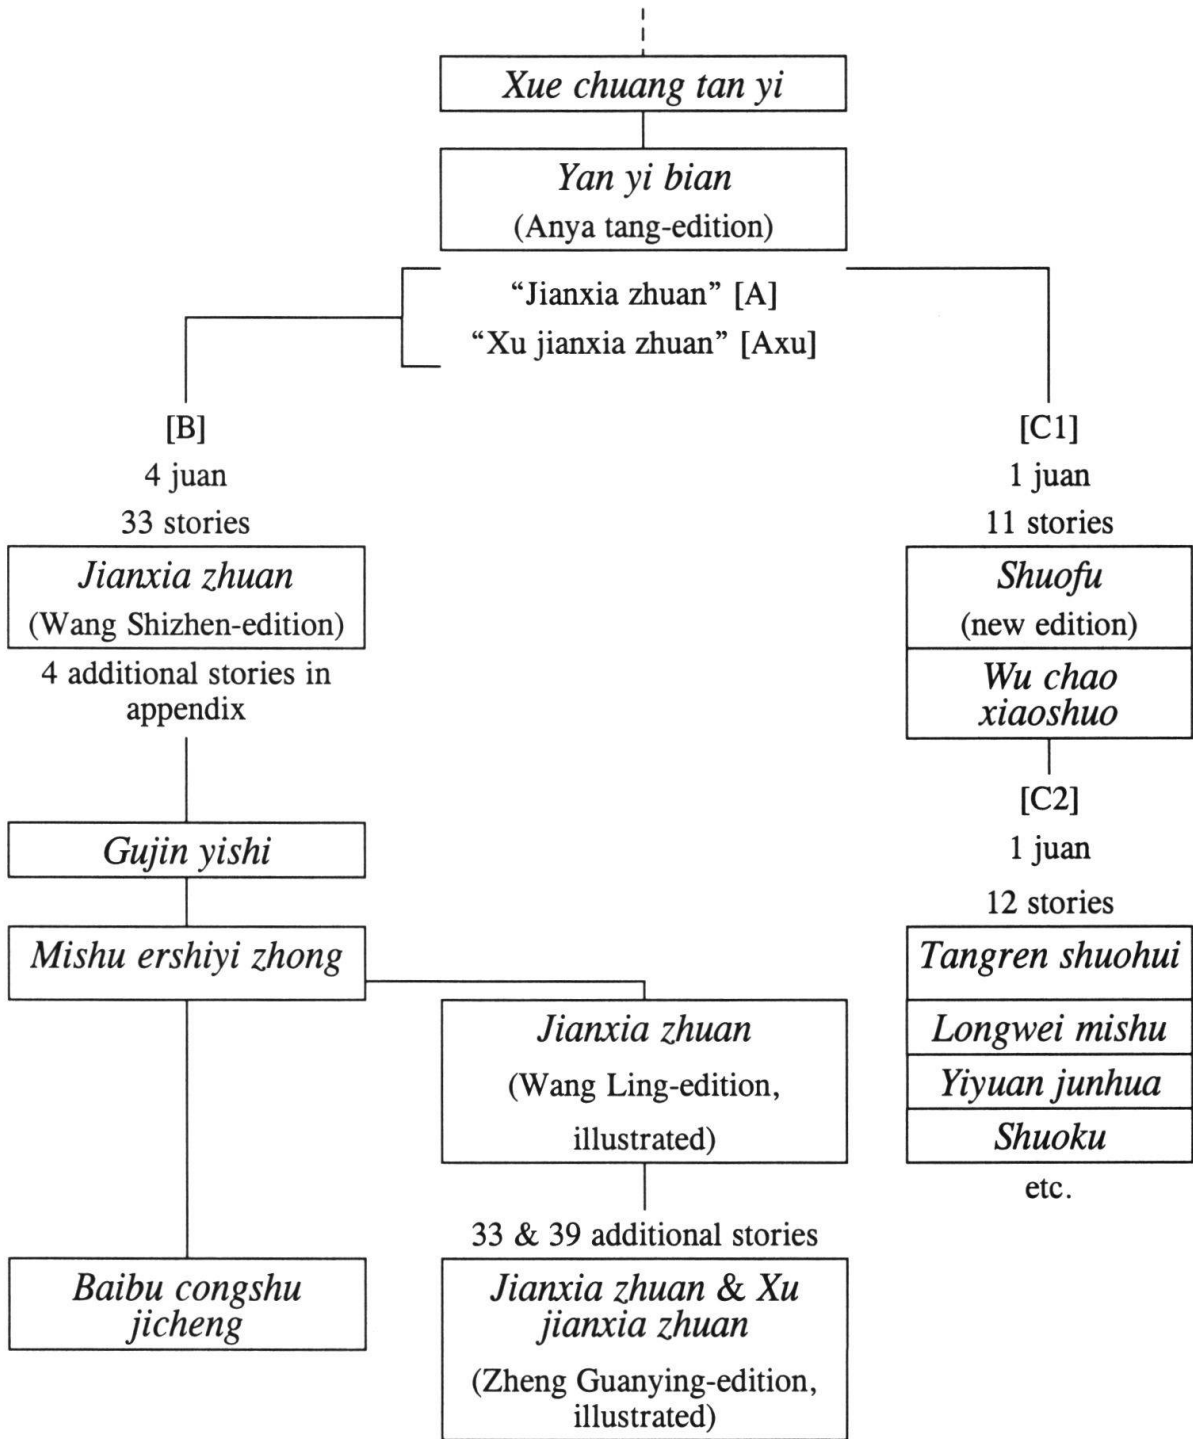 Xue chuang tan yi
Yan yi bian
(Anya tang-edition)
“Jianxia zhuan” [A]
“Xu jianxia zhuan” [Axu]
[B]
4 juan
33 stories
Jianxia zhuan
(Wang Shizhen-edition)
4 additional stories in
appendix
Gujin yishi
Mishu ershiyi zhong
Baibu congshu
jicheng
Jianxia zhuan
(Wang Ling-edition,
illustrated)
33 & 39 additional stories
Jianxia zhuan & Xu
jianxia zhuan
(Zheng Guanying-edition,
illustrated)
[C1]
1 juan
11 stories
Shuofu
(new edition)
Wu chao
xiaoshuo
[C2]
1 juan
12 stories
Tangren shuohui
Longwei mishu
Yiyuan junhua
Shuoku
etc.